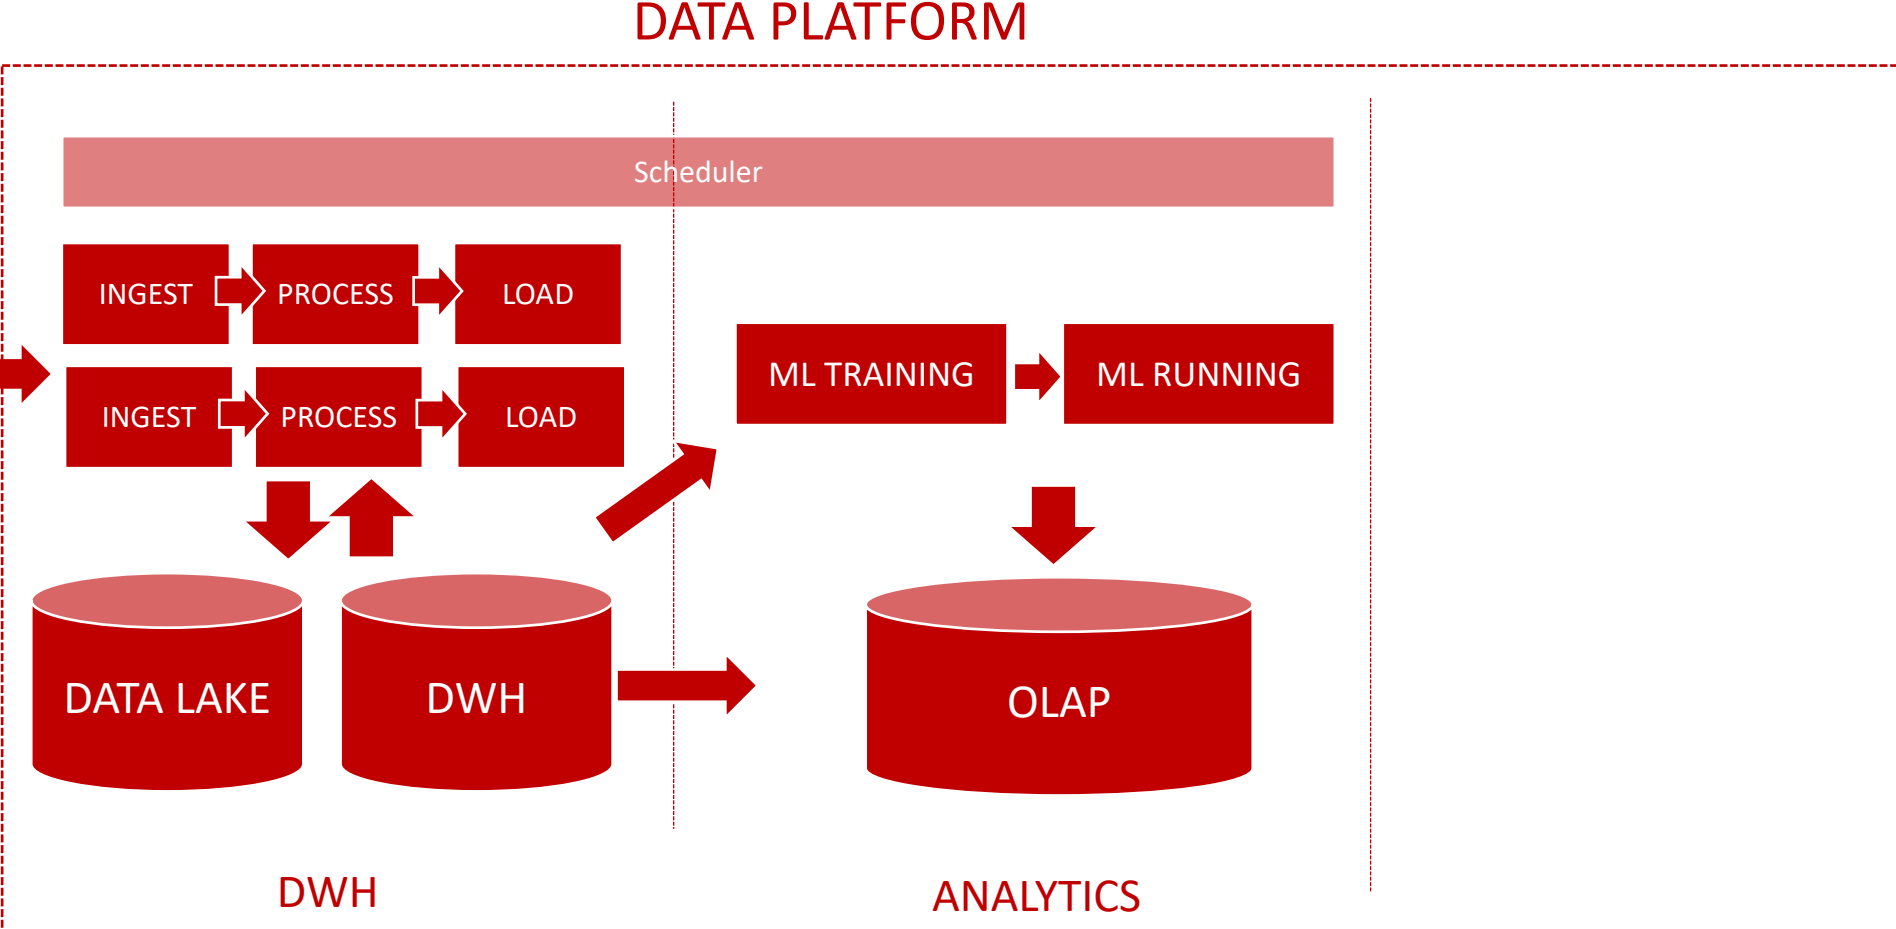 DATA PLATFORM
Scheduler
INGEST
PROCESS
LOAD
INGEST
PROCESS
LOAD
ML TRAINING
ML RUNNING
DATA LAKE
DWH
OLAP
DWH
ANALYTICS